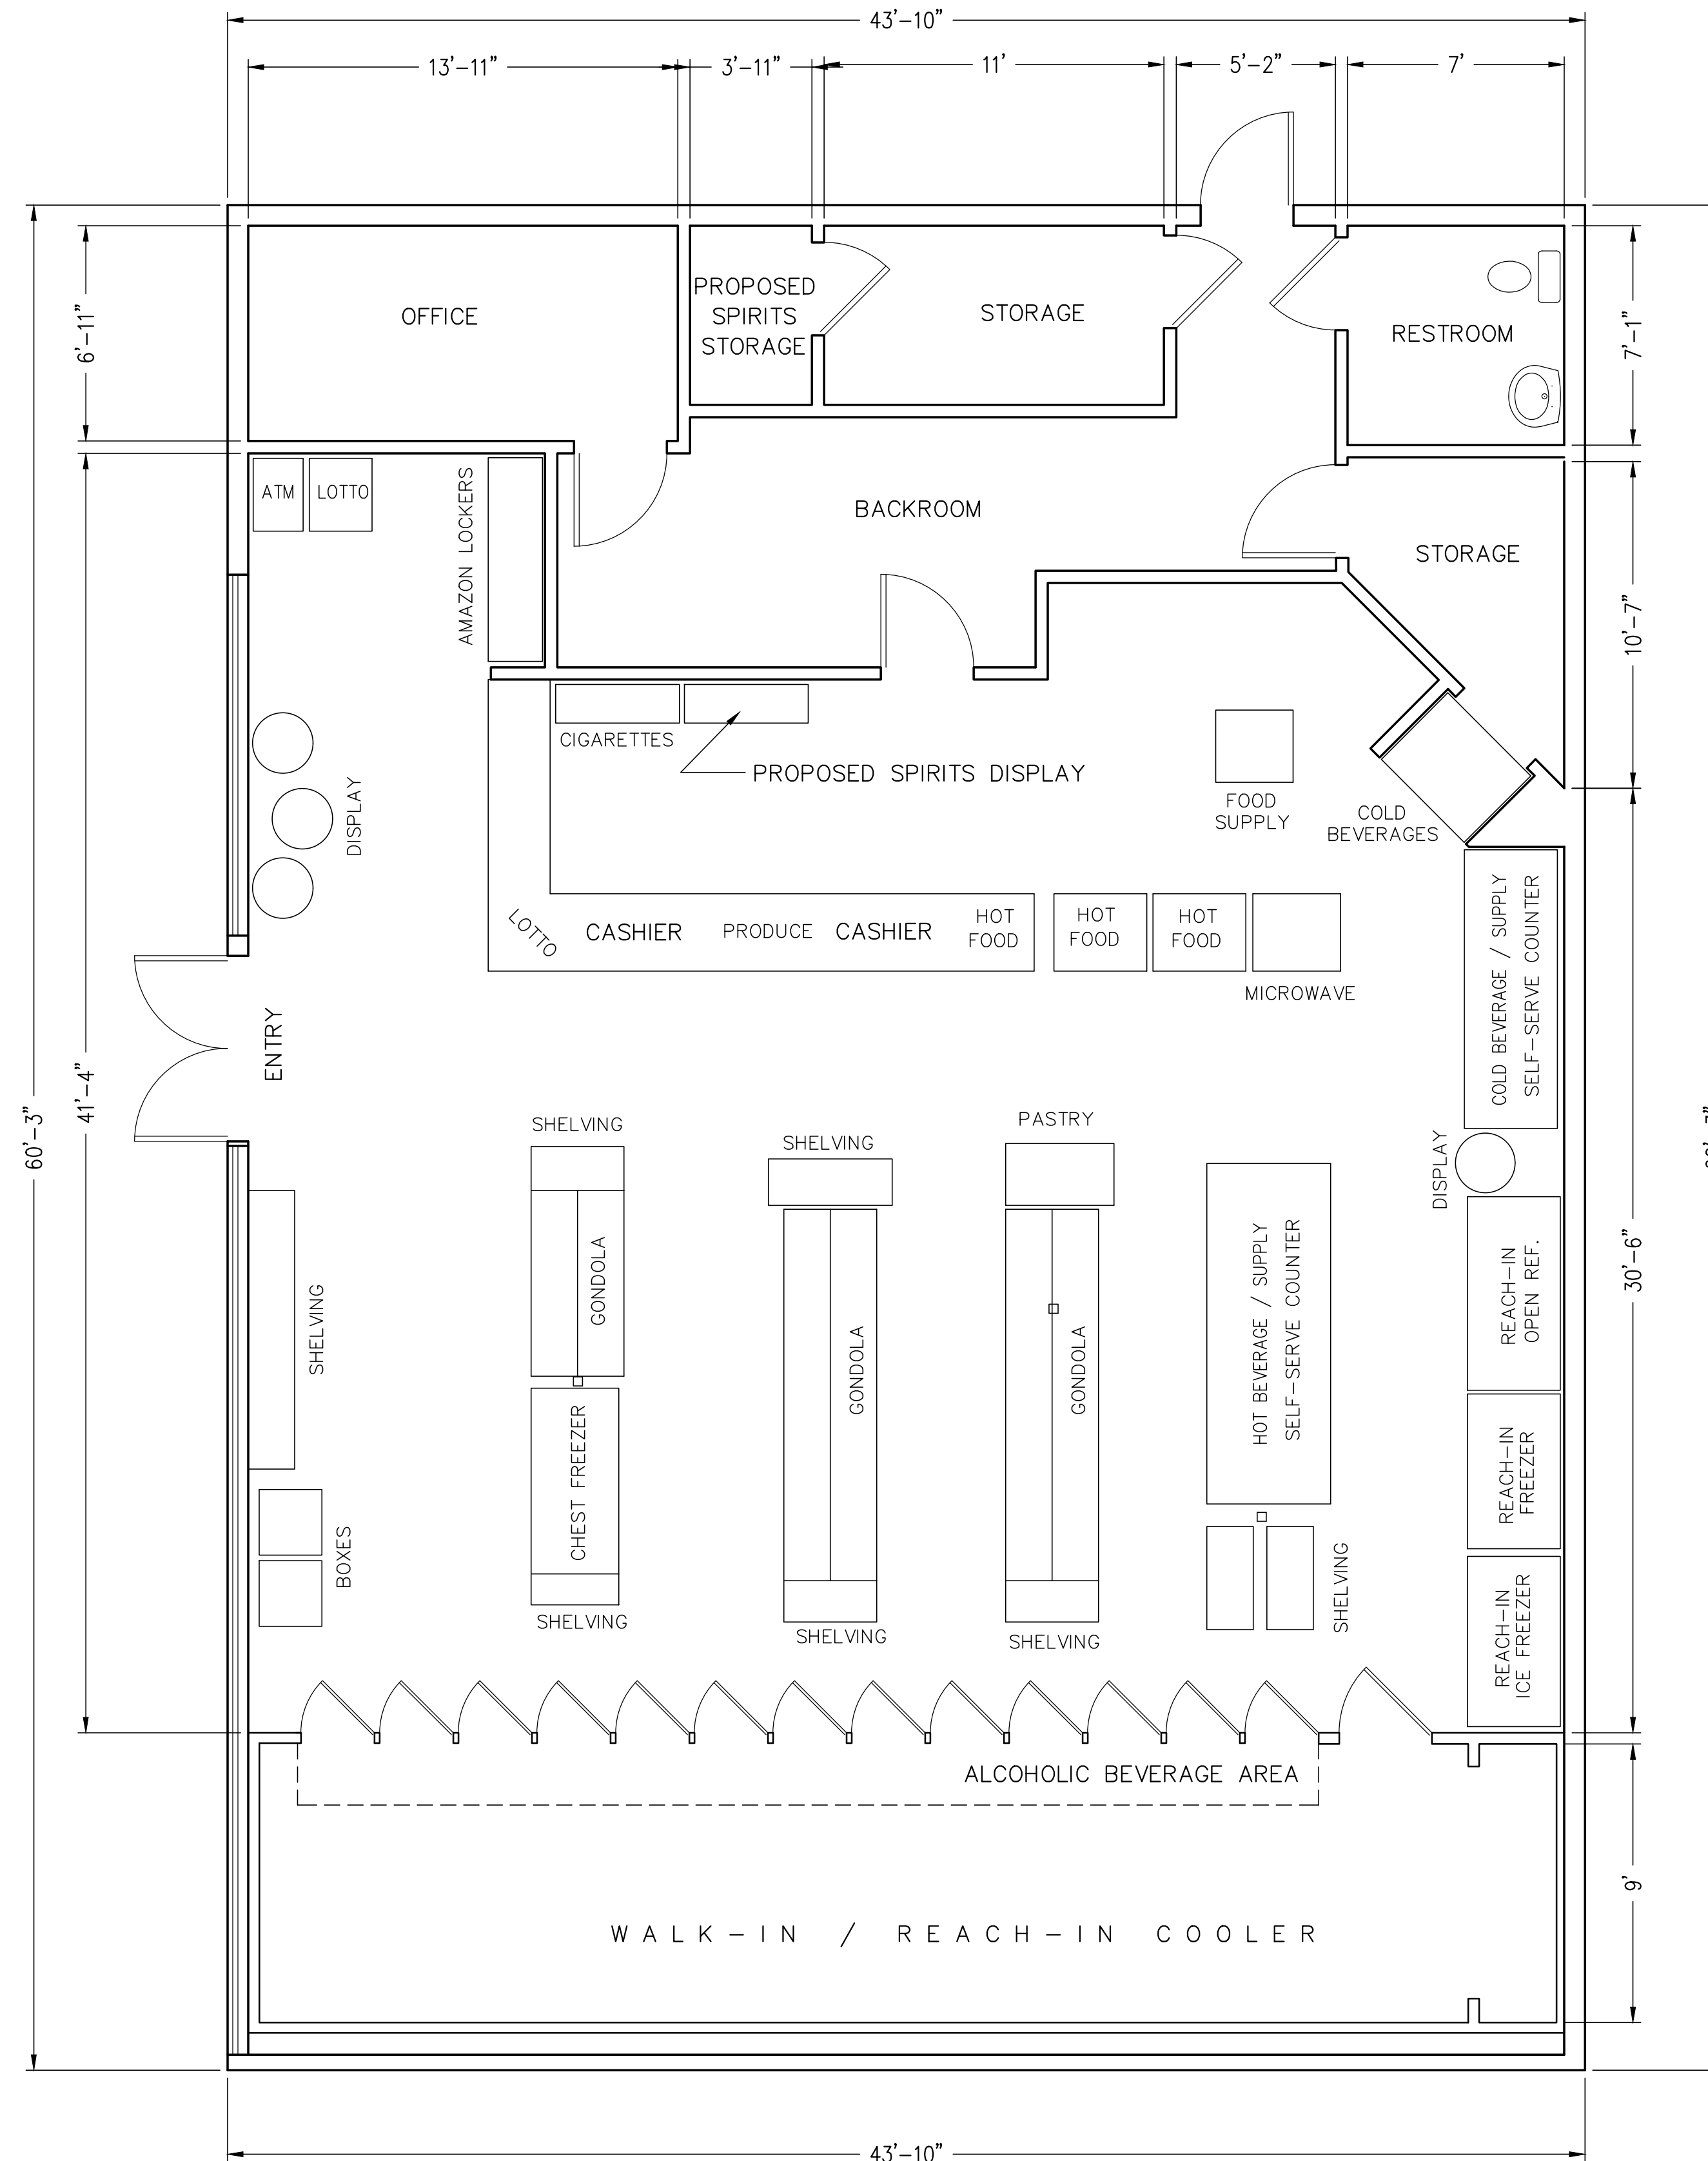 43'-10"
13'-11"
3'-11"
11'
5'-2"
7'
6'-11"
7'-1"
OFFICE
PROPOSED
SPIRITS
STORAGE
STORAGE
RESTROOM
ATM
LOTTO
AMAZON LOCKERS
BACKROOM
STORAGE
10'-7"
CIGARETTES
PROPOSED SPIRITS DISPLAY
DISPLAY
FOOD
SUPPLY
COLD
BEVERAGES
LOTTO
CASHIER
PRODUCE
CASHIER
HOT
FOOD
HOT
FOOD
HOT
FOOD
MICROWAVE
COLD BEVERAGE / SUPPLY
SELF-SERVE COUNTER
ENTRY
60'-3"
41'-4"
SHELVING
SHELVING
PASTRY
DISPLAY
30'-6"
SHELVING
GONDOLA
GONDOLA
GONDOLA
HOT BEVERAGE / SUPPLY
SELF-SERVE COUNTER
REACH-IN
OPEN REF.
CHEST FREEZER
REACH-IN
FREEZER
BOXES
SHELVING
SHELVING
SHELVING
SHELVING
REACH-IN
ICE FREEZER
ALCOHOLIC BEVERAGE AREA
9'
WALK-IN / REACH-IN COOLER
43'-10"